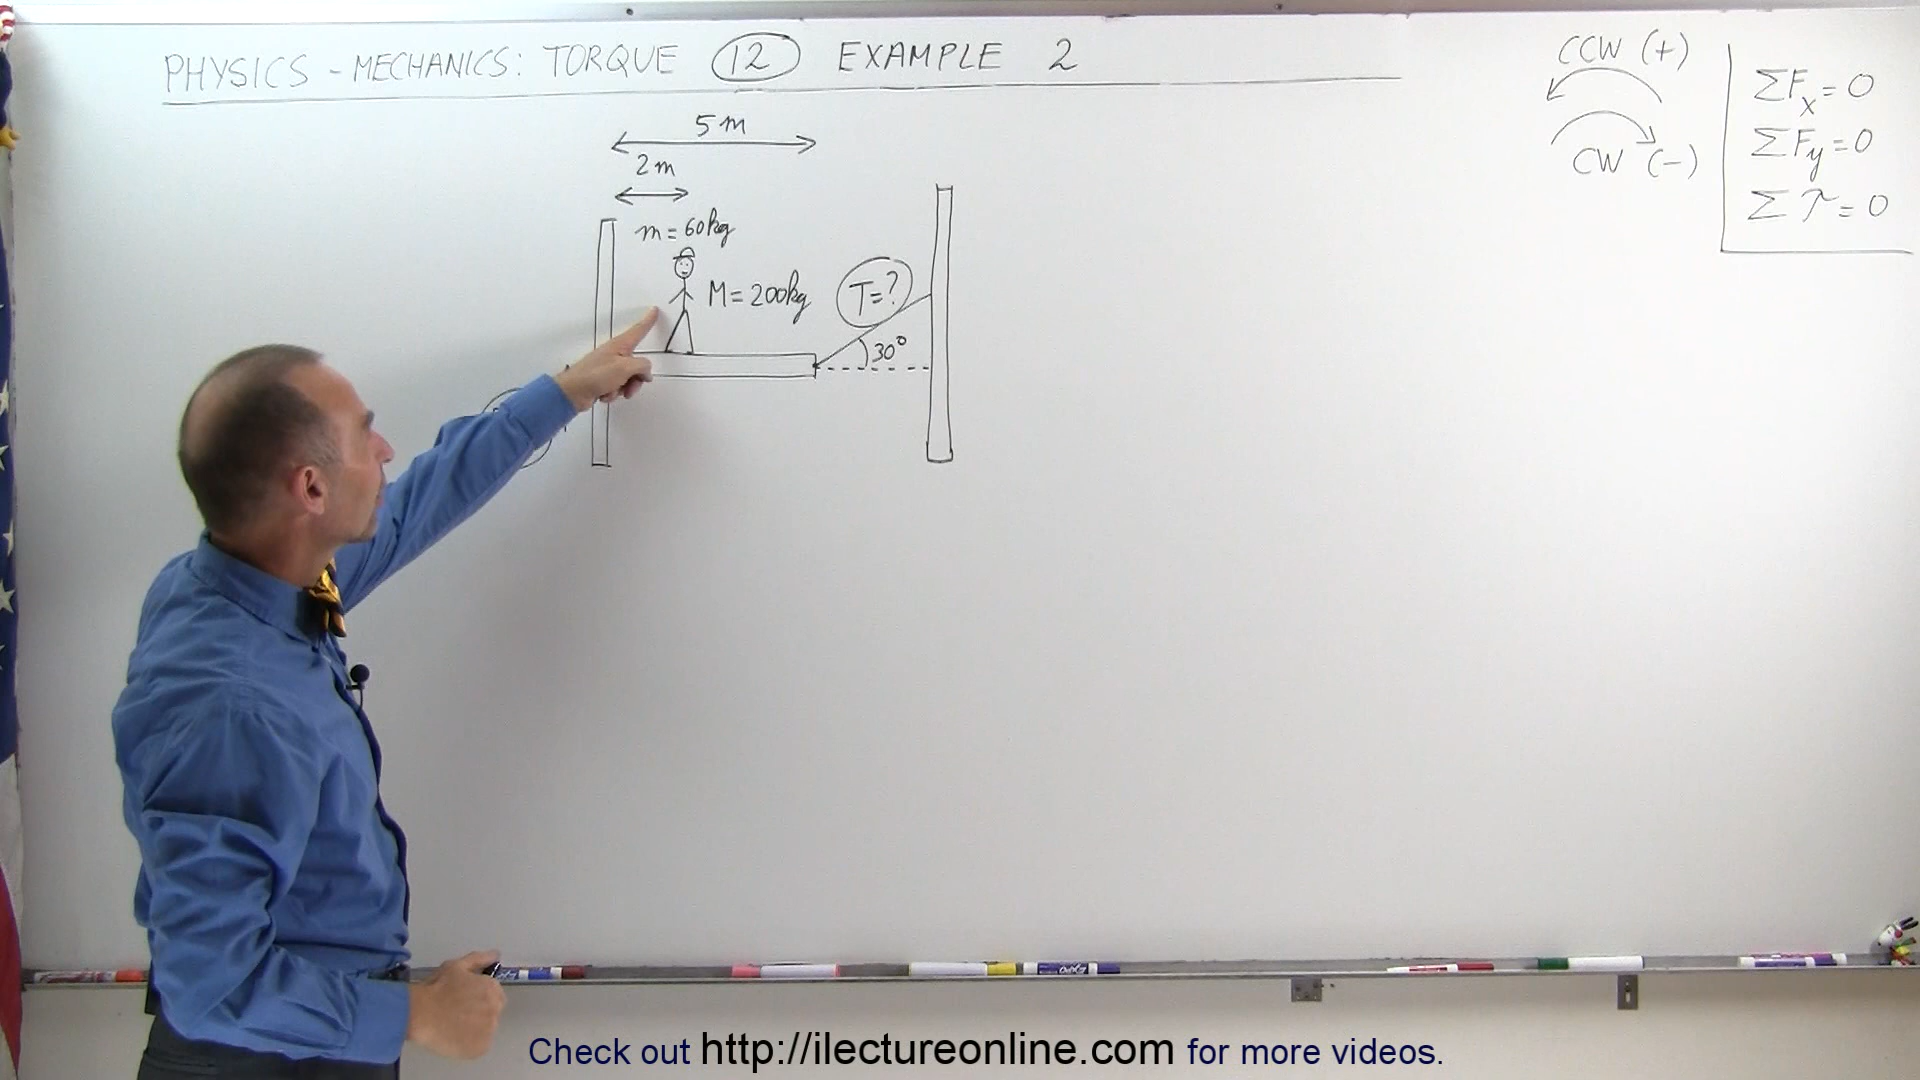 PHYSICS - MECHANICS: TORQUE 12 EXAMPLE 2
CCW (+)
CW (-)
ΣFx = 0
ΣFy = 0
Στ = 0
5 m
2 m
m = 60kg
M = 200kg
T = ?
30°
EXPO
Check out http://ilectureonline.com for more videos.